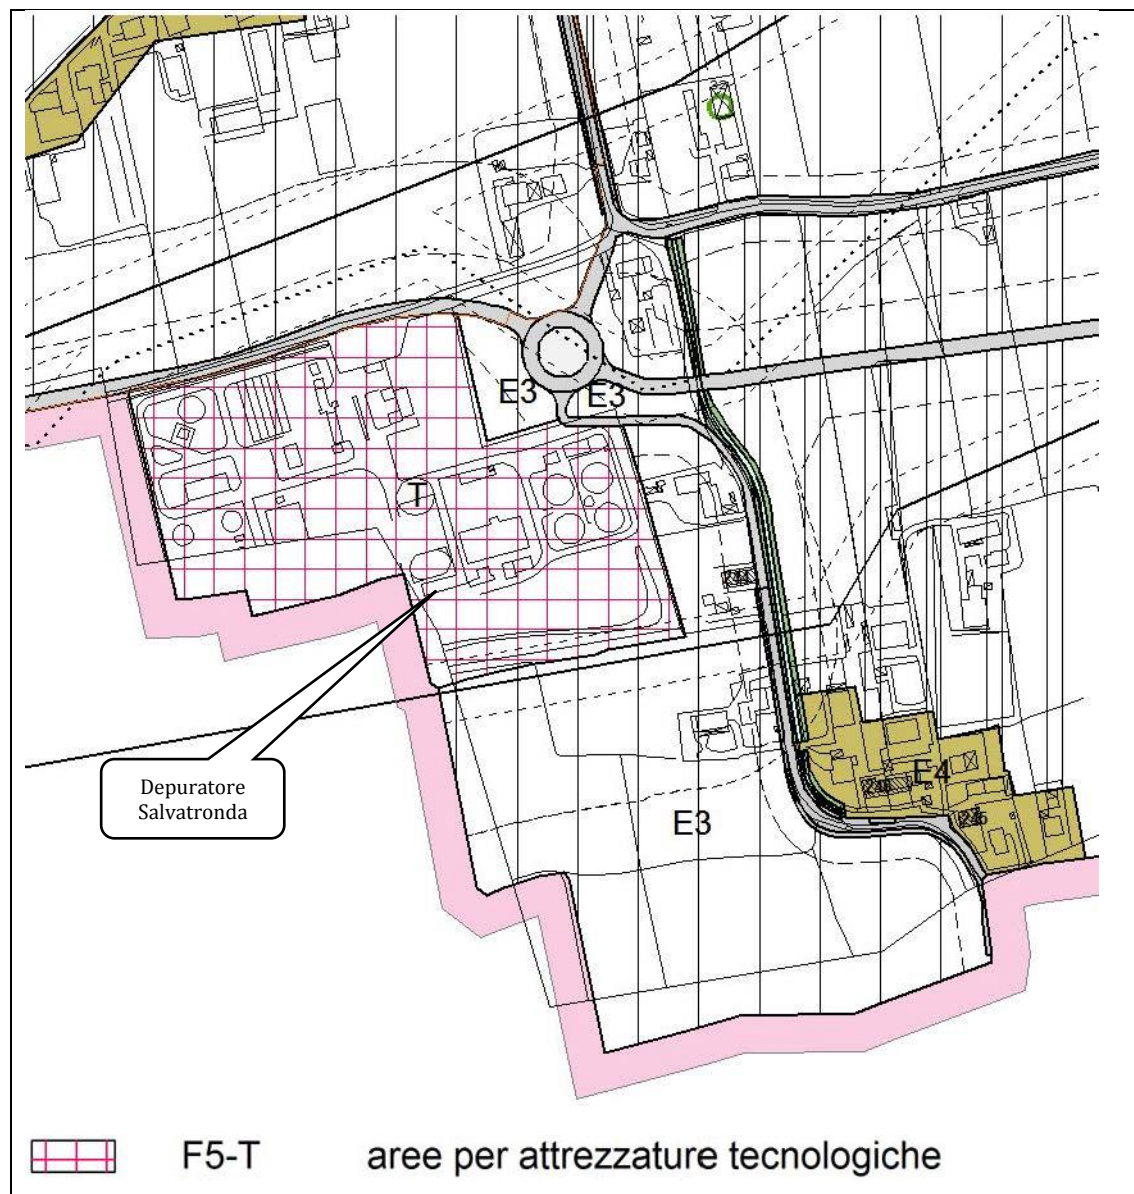 E3
E3
T
Depuratore
Salvatronda
E4
E3
F5-T aree per attrezzature tecnologiche